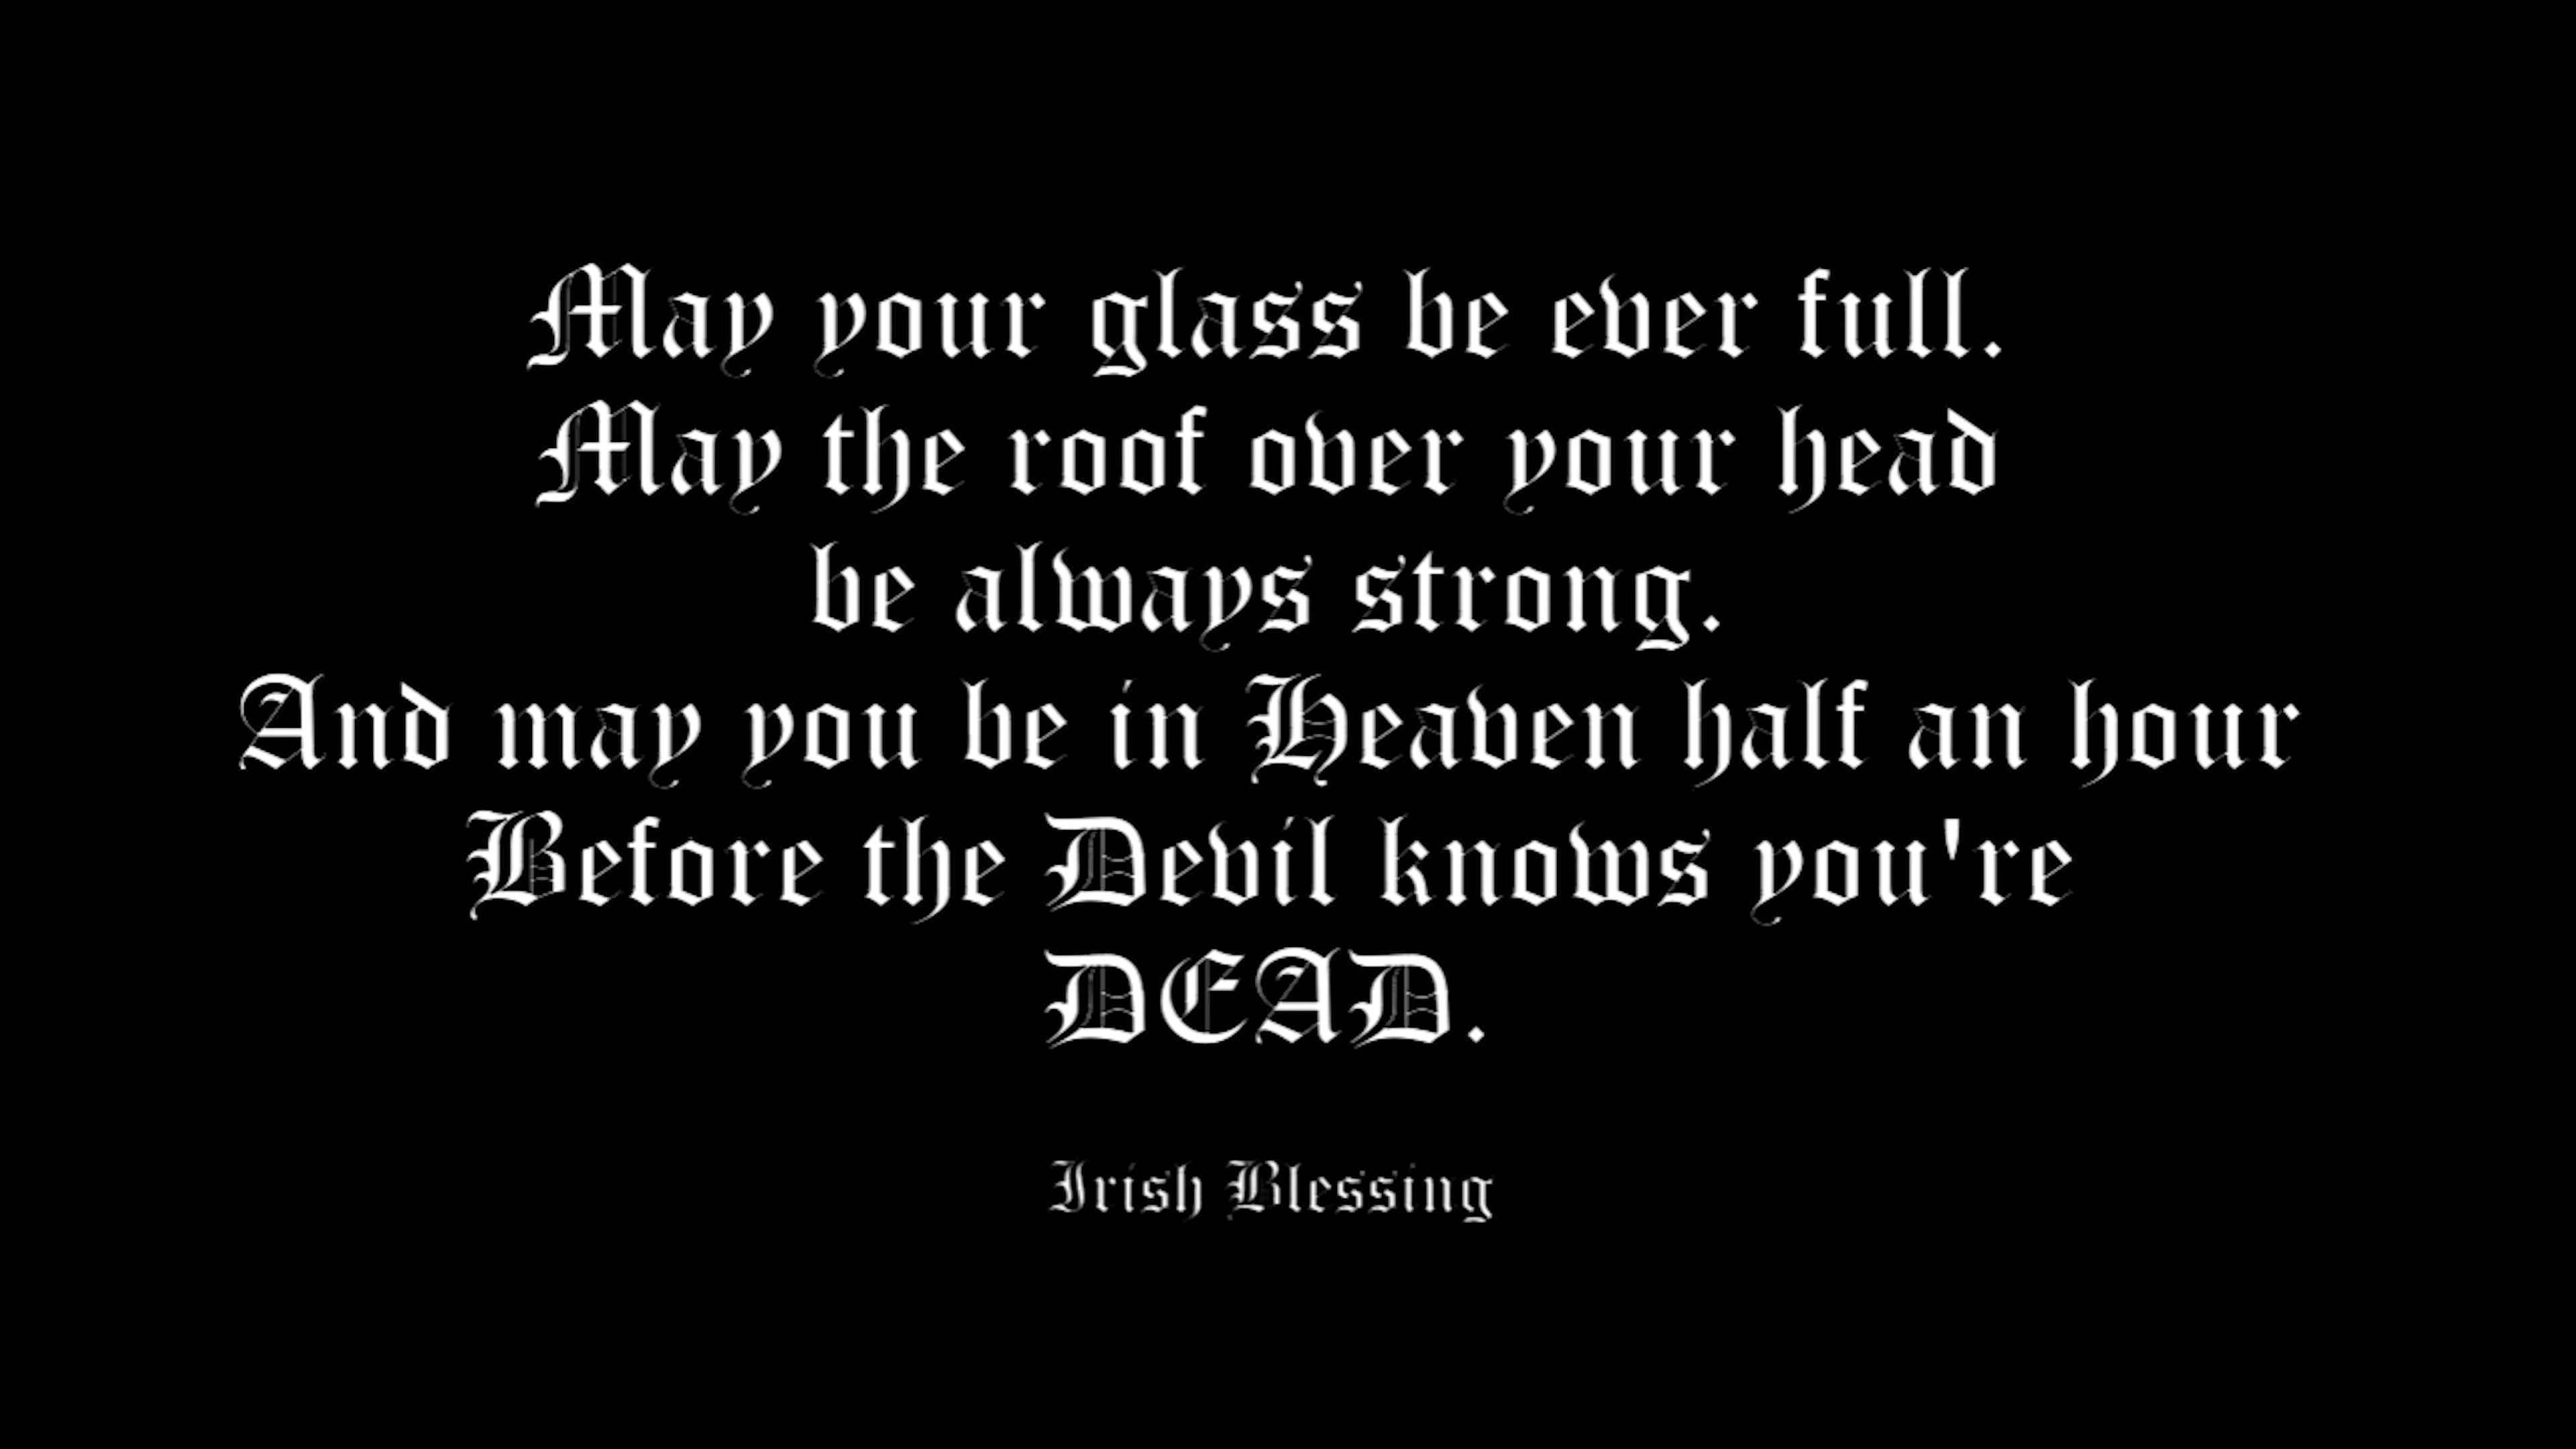 May your glass be ever full.
May the roof over your head
be always strong.
And may you be in Heaven half an hour
Before the Devil knows you're
DEAD.
Irish Blessing